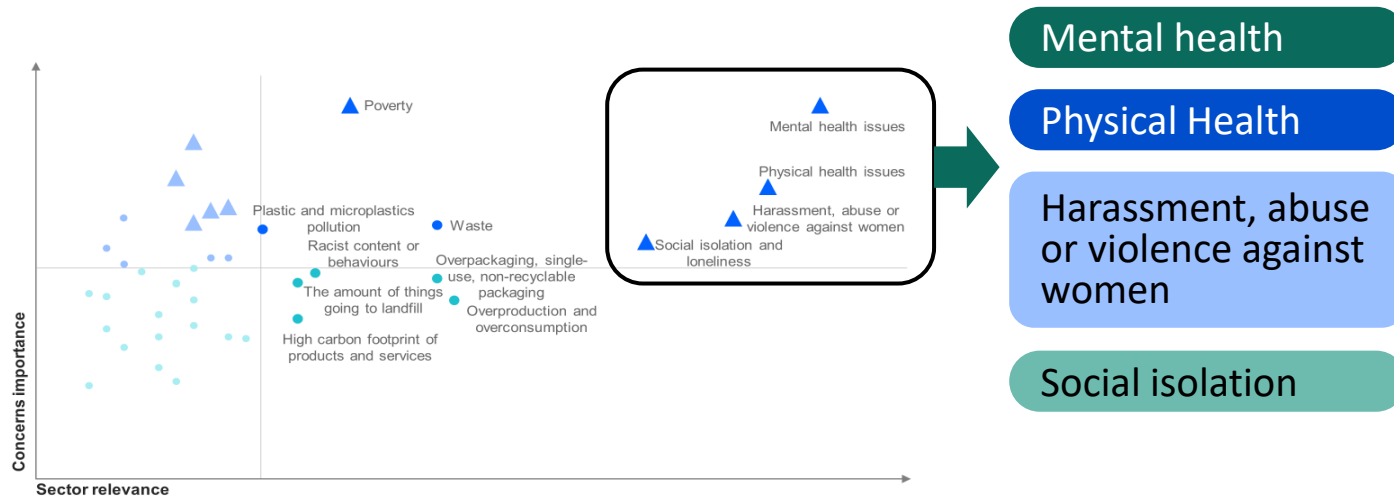 Mental health
Physical Health
Harassment, abuse
or violence against
women
Social isolation
Concerns importance
Sector relevance
Poverty
Mental health issues
Physical health issues
Harassment, abuse or
violence against women
Social isolation and
loneliness
Plastic and microplastics
pollution
Waste
Racist content or
behaviours
Overpackaging, single-
use, non-recyclable
packaging
The amount of things
going to landfill
Overproduction and
overconsumption
High carbon footprint of
products and services